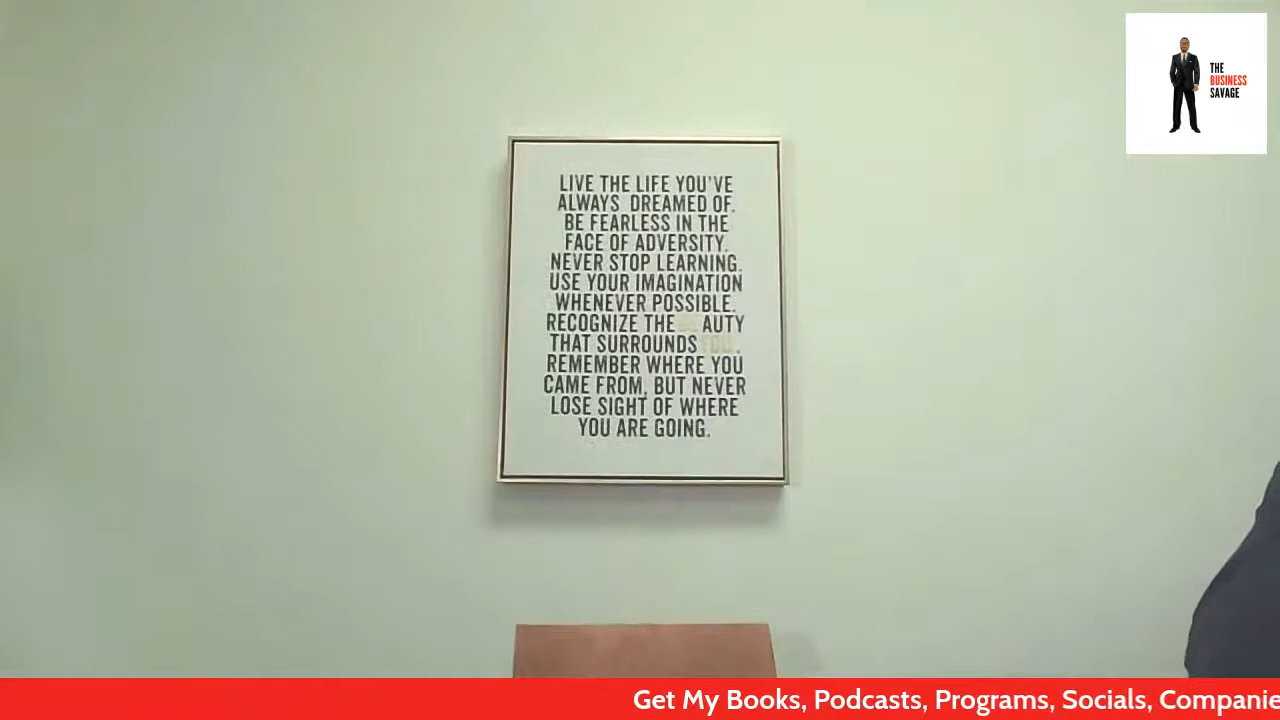 THE
BUSINESS
SAVAGE
LIVE THE LIFE YOU'VE
ALWAYS DREAMED OF.
BE FEARLESS IN THE
FACE OF ADVERSITY.
NEVER STOP LEARNING.
USE YOUR IMAGINATION
WHENEVER POSSIBLE.
RECOGNIZE THE BEAUTY
THAT SURROUNDS YOU.
REMEMBER WHERE YOU
CAME FROM, BUT NEVER
LOSE SIGHT OF WHERE
YOU ARE GOING.
Get My Books, Podcasts, Programs, Socials, Companie